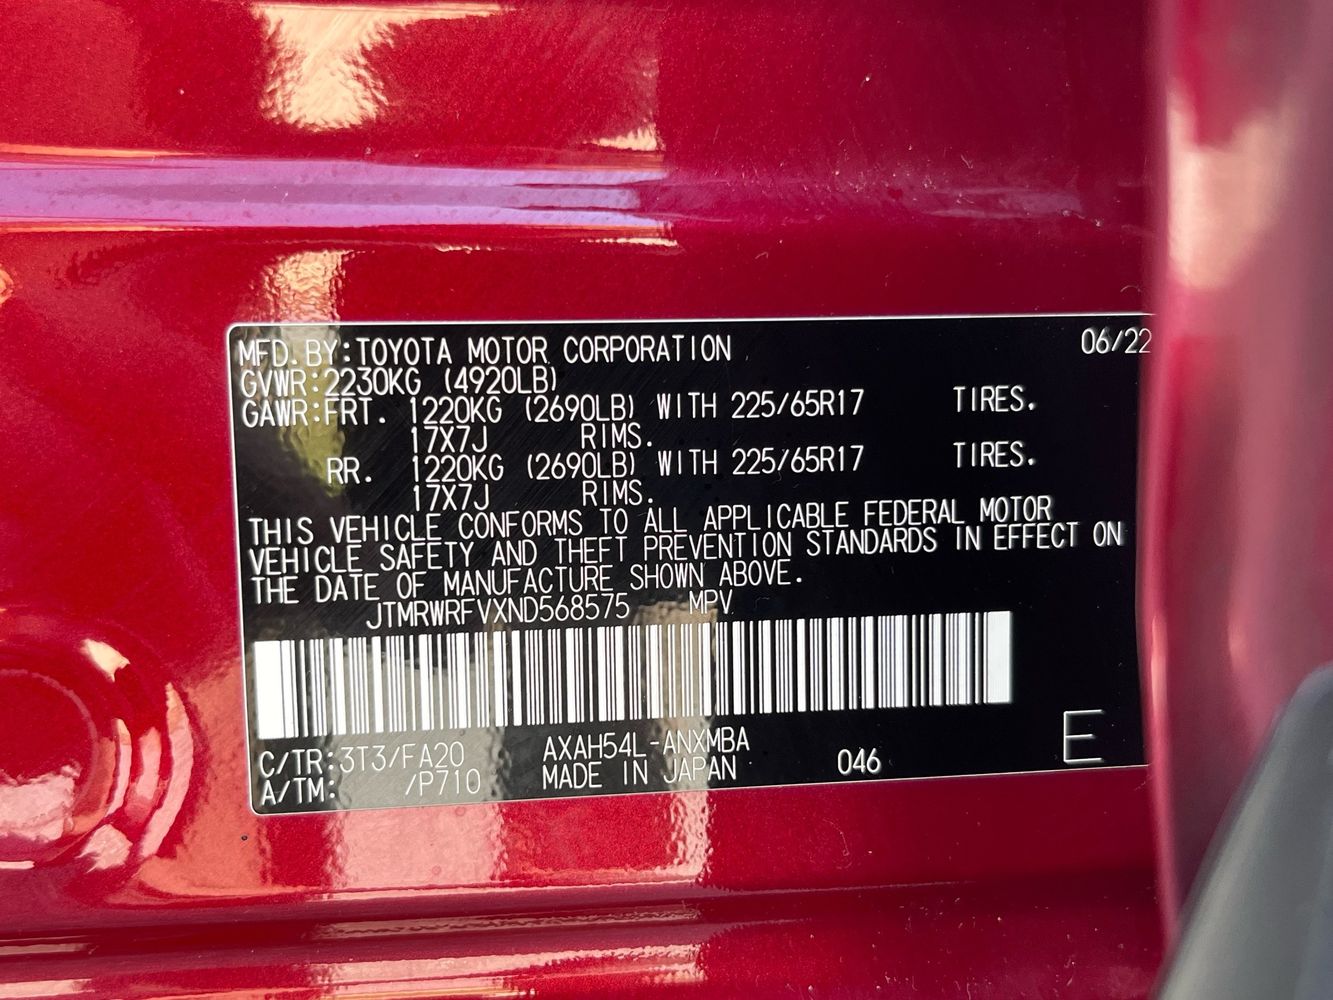 MFD. BY:TOYOTA MOTOR CORPORATION 06/22
GVWR:2230KG (4920LB)
GAWR:FRT. 1220KG (2690LB) WITH 225/65R17 TIRES.
17X7J RIMS.
RR. 1220KG (2690LB) WITH 225/65R17 TIRES.
17X7J RIMS.
THIS VEHICLE CONFORMS TO ALL APPLICABLE FEDERAL MOTOR
VEHICLE SAFETY AND THEFT PREVENTION STANDARDS IN EFFECT ON
THE DATE OF MANUFACTURE SHOWN ABOVE.
JTMRWRFVXND568575 MPV
C/TR:3T3/FA20 AXAH54L-ANXMBA 046 E
A/TM: /P710 MADE IN JAPAN